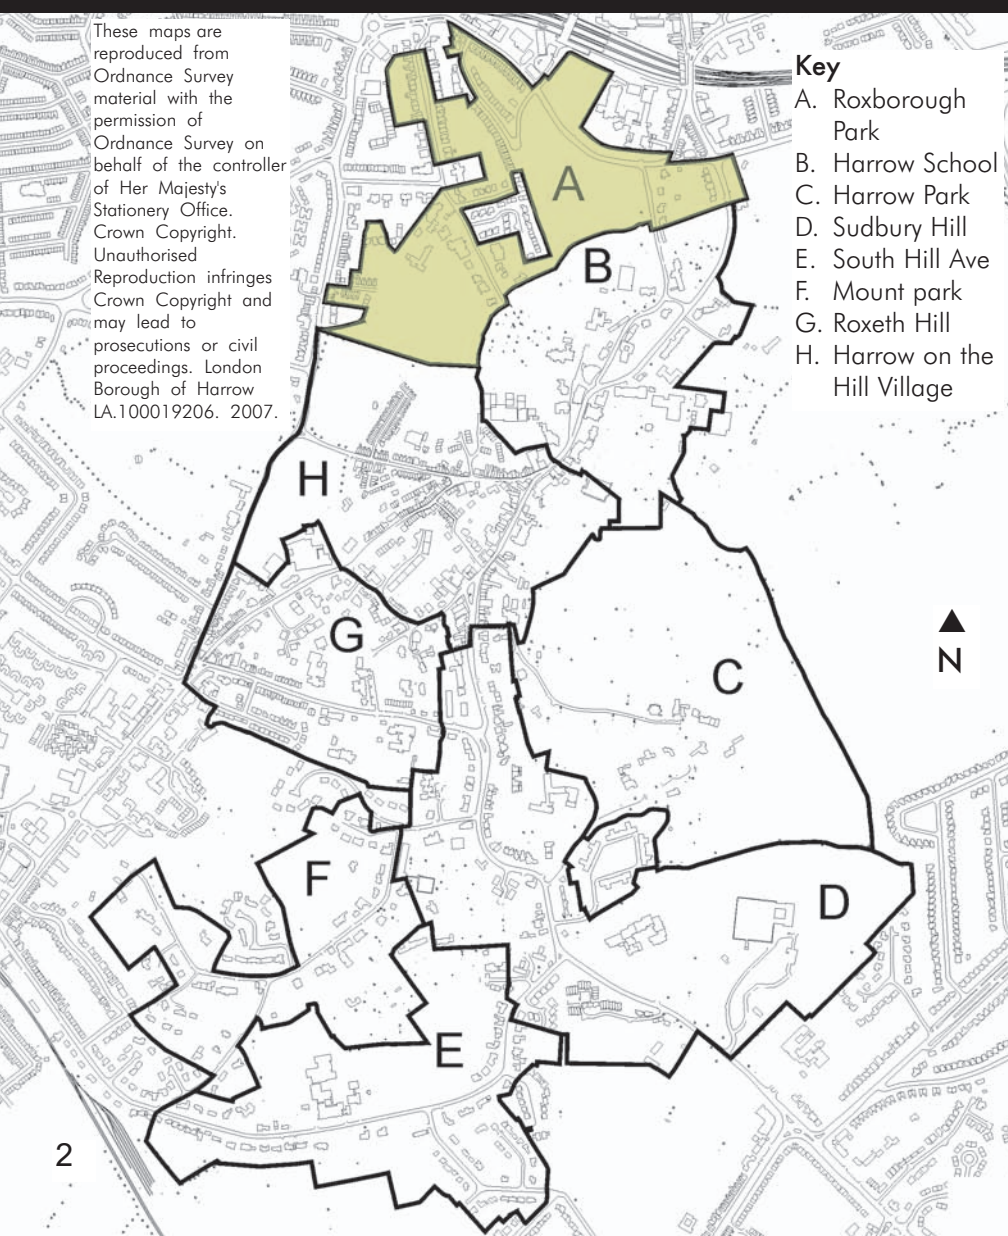 These maps are
reproduced from
Ordnance Survey
material with the
permission of
Ordnance Survey on
behalf of the controller
of Her Majesty's
Stationery Office.
Crown Copyright.
Unauthorised
Reproduction infringes
Crown Copyright and
may lead to
prosecutions or civil
proceedings. London
Borough of Harrow
LA.100019206. 2007.
Key
A. Roxborough
Park
B. Harrow School
C. Harrow Park
D. Sudbury Hill
E. South Hill Ave
F. Mount park
G. Roxeth Hill
H. Harrow on the
Hill Village
A
B
H
G
C
N
F
D
E
2